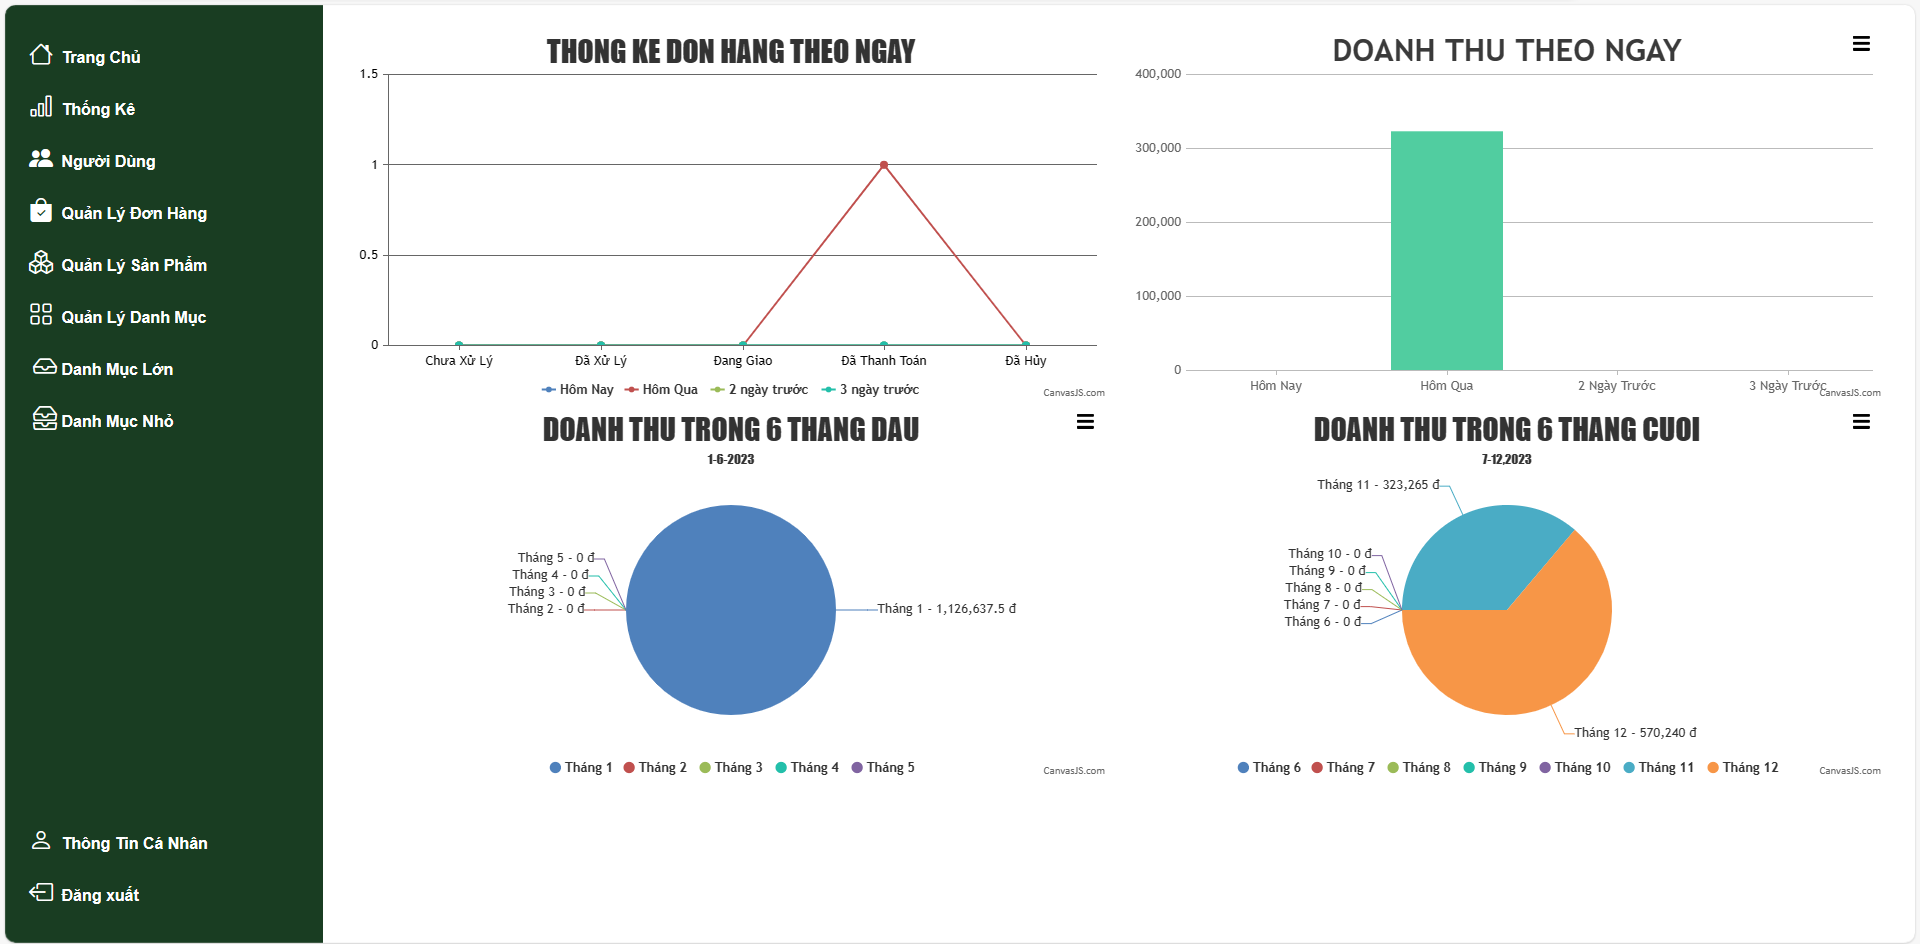 Trang Chủ
Thống Kê
Người Dùng
Quản Lý Đơn Hàng
Quản Lý Sản Phẩm
Quản Lý Danh Mục
Danh Mục Lớn
Danh Mục Nhỏ
Thông Tin Cá Nhân
Đăng xuất
THONG KE DON HANG THEO NGAY
1.5
1
0.5
0
Chưa Xử Lý Đã Xử Lý Đang Giao Đã Thanh Toán Đã Hủy
Hôm Nay Hôm Qua 2 ngày trước 3 ngày trước
CanvasJS.com
DOANH THU THEO NGAY
400,000
300,000
200,000
100,000
0
Hôm Nay Hôm Qua 2 Ngày Trước 3 Ngày Trước
CanvasJS.com
DOANH THU TRONG 6 THANG DAU
1-6-2023
Tháng 5 - 0 đ
Tháng 4 - 0 đ
Tháng 3 - 0 đ
Tháng 2 - 0 đ
Tháng 1 - 1,126,637.5 đ
Tháng 1 Tháng 2 Tháng 3 Tháng 4 Tháng 5
CanvasJS.com
DOANH THU TRONG 6 THANG CUOI
7-12,2023
Tháng 11 - 323,265 đ
Tháng 10 - 0 đ
Tháng 9 - 0 đ
Tháng 8 - 0 đ
Tháng 7 - 0 đ
Tháng 6 - 0 đ
Tháng 12 - 570,240 đ
Tháng 6 Tháng 7 Tháng 8 Tháng 9 Tháng 10 Tháng 11 Tháng 12
CanvasJS.com